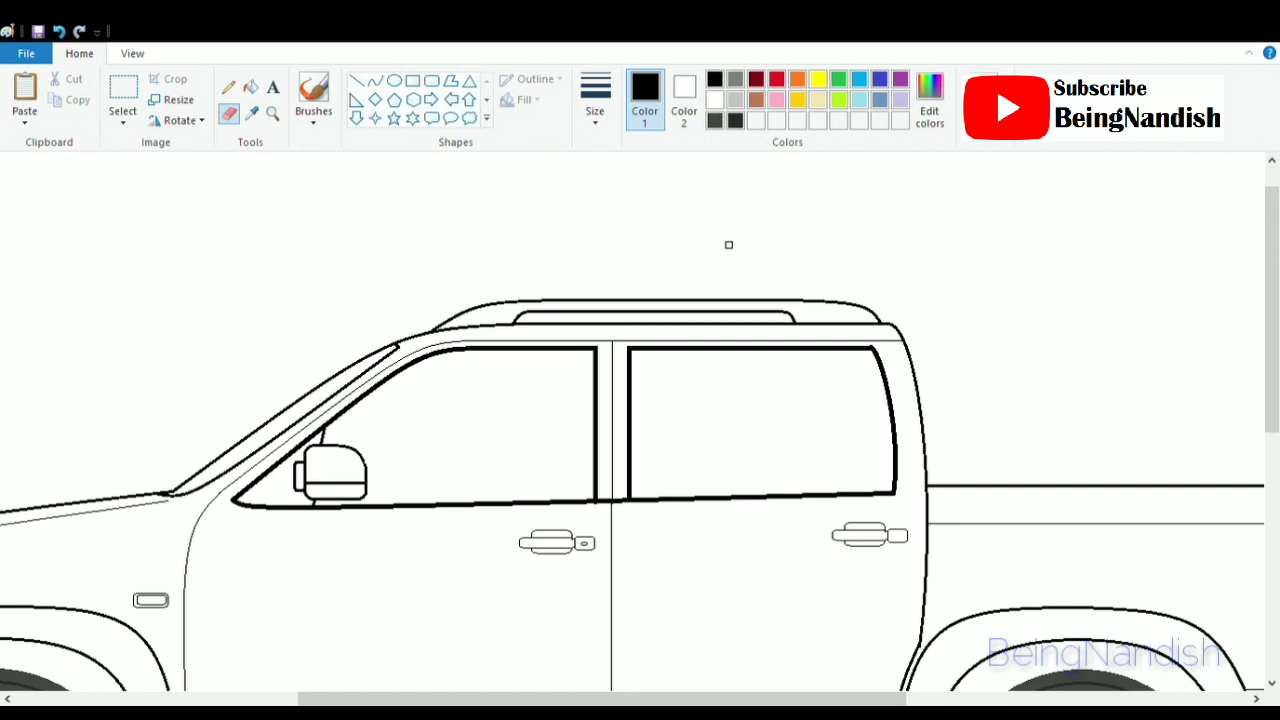 File Home View
Cut
Copy
Paste
Clipboard
Crop
Resize
Rotate
Select
Image
A
Tools
Brushes
Outline
Fill
Shapes
Size
Color
1
Color
2
Edit
colors
Colors
Subscribe
BeingNandish
BeingNandish